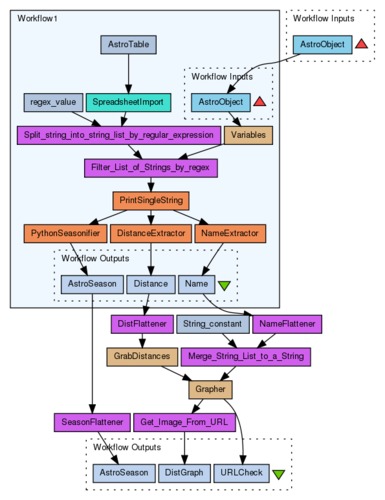 Workflow1
Workflow Inputs
AstroTable
AstroObject
Workflow Inputs
regex_value
SpreadsheetImport
AstroObject
Split_string_into_string_list_by_regular_expression
Variables
Filter_List_of_Strings_by_regex
PrintSingleString
PythonSeasonifier
DistanceExtractor
NameExtractor
Workflow Outputs
AstroSeason
Distance
Name
DistFlattener
String_constant
NameFlattener
GrabDistances
Merge_String_List_to_a_String
Grapher
SeasonFlattener
Get_Image_From_URL
Workflow Outputs
AstroSeason
DistGraph
URLCheck